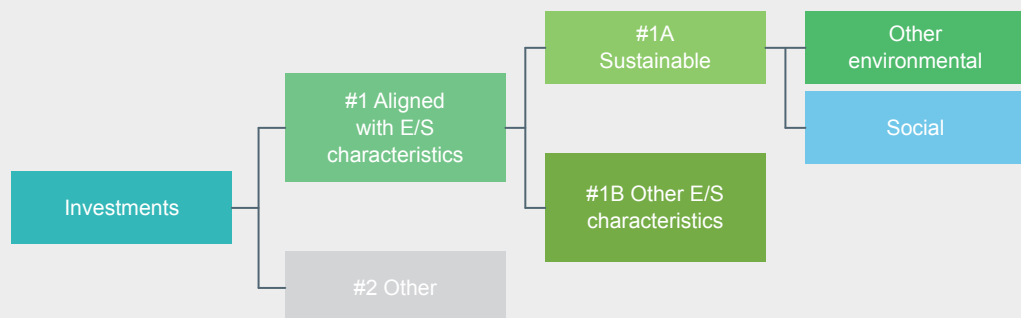 Investments
#1 Aligned
with E/S
characteristics
#2 Other
#1A
Sustainable
#1B Other E/S
characteristics
Other
environmental
Social